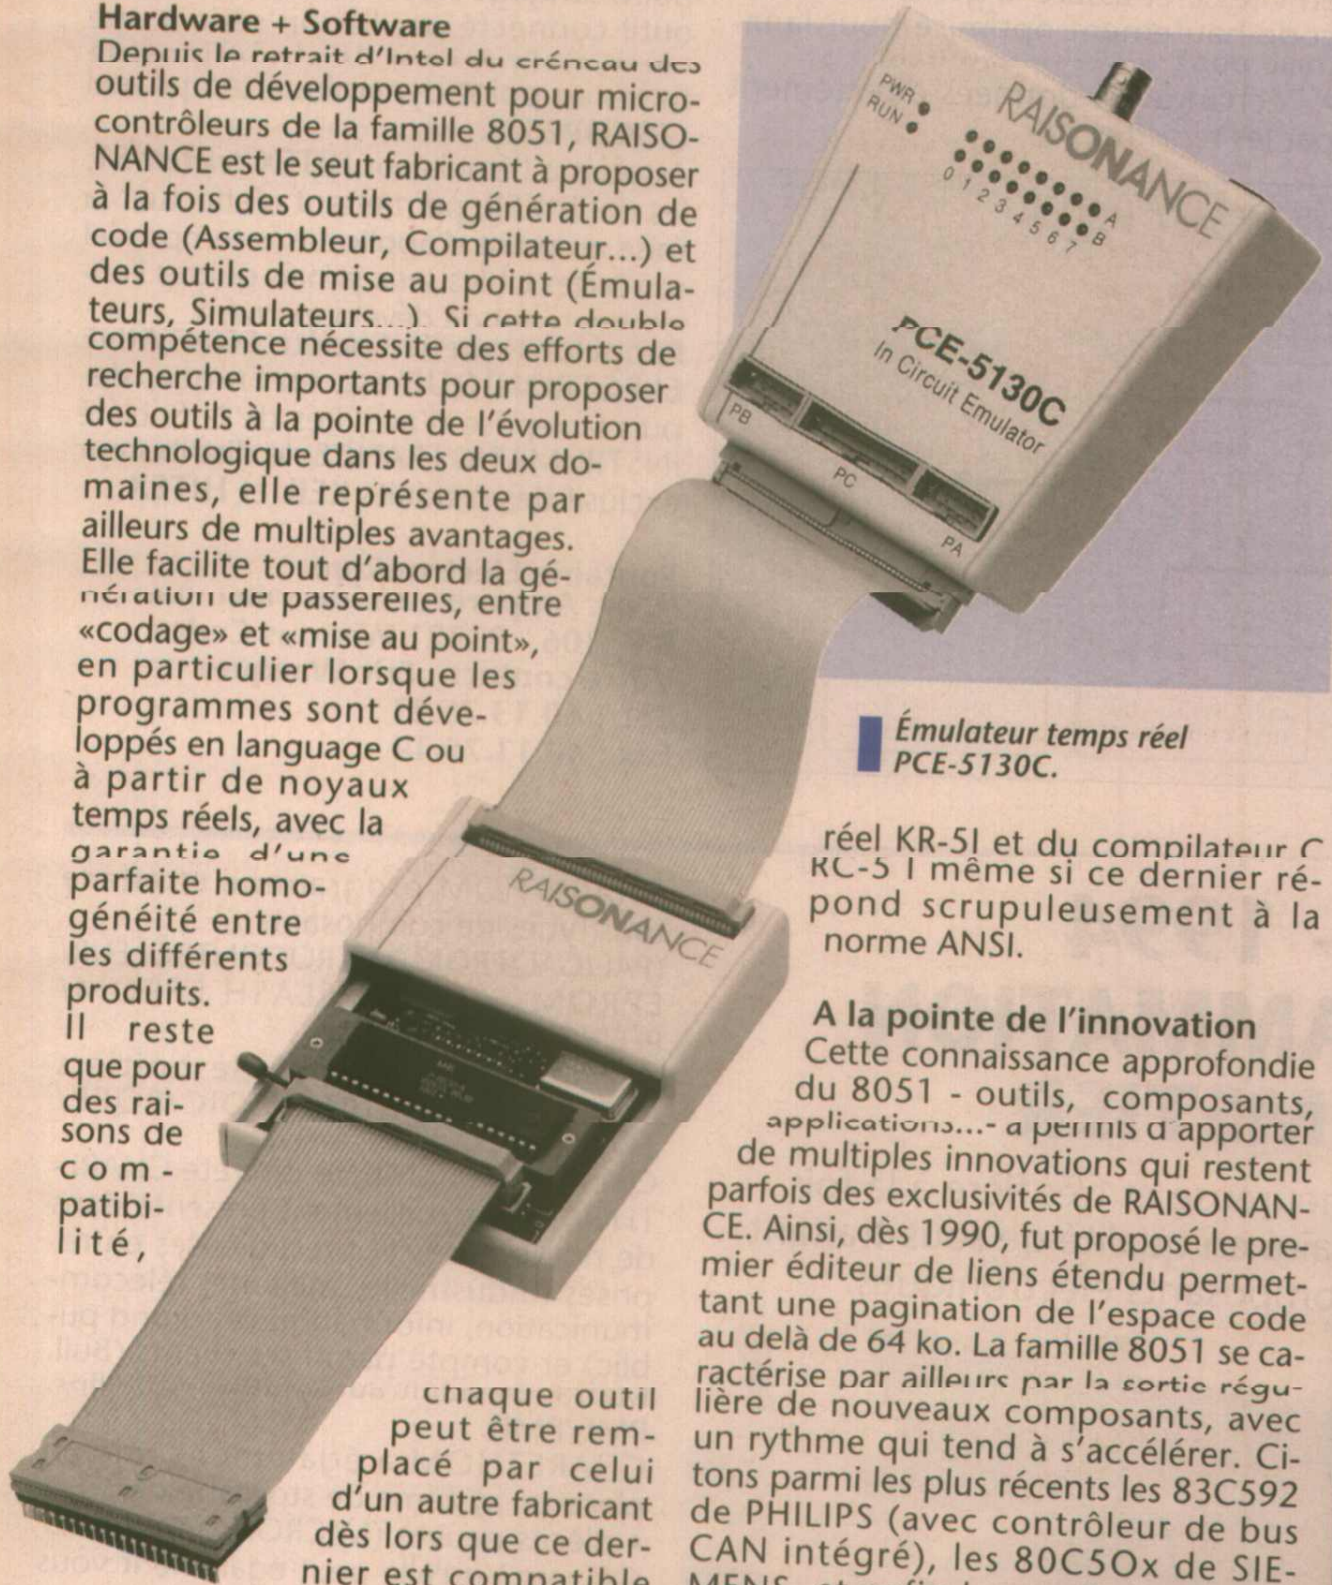 Hardware + Software
Depuis le retrait d'Intel du créneau des
outils de développement pour micro-
contrôleurs de la famille 8051, RAISO-
NANCE est le seut fabricant à proposer
à la fois des outils de génération de
code (Assembleur, Compilateur...) et
des outils de mise au point (Émula-
teurs, Simulateurs...). Si cette double
compétence nécessite des efforts de
recherche importants pour proposer
des outils à la pointe de l'évolution
technologique dans les deux do-
maines, elle représente par
ailleurs de multiples avantages.
Elle facilite tout d'abord la gé-
nération de passerelles, entre
«codage» et «mise au point»,
en particulier lorsque les
programmes sont déve-
loppés en language C ou
à partir de noyaux
temps réels, avec la
garantie d'une
parfaite homo-
généité entre
les différents
produits.
Il reste
que pour
des rai-
sons de
com-
patibi-
lité,
chaque outil
peut être rem-
placé par celui
d'un autre fabricant
dès lors que ce der-
nier est compatible
PWR
RUN
RAISONANCE
A
B
0 1 2 3 4 5 6 7
PCE-5130C
In Circuit Emulator
PB
PC
PA
RAISONANCE
Émulateur temps réel
PCE-5130C.
réel KR-5I et du compilateur C
RC-5 I même si ce dernier ré-
pond scrupuleusement à la
norme ANSI.
A la pointe de l'innovation
Cette connaissance approfondie
du 8051 - outils, composants,
applications...- a permis d'apporter
de multiples innovations qui restent
parfois des exclusivités de RAISONAN-
CE. Ainsi, dès 1990, fut proposé le pre-
mier éditeur de liens étendu permet-
tant une pagination de l'espace code
au delà de 64 ko. La famille 8051 se ca-
ractérise par ailleurs par la sortie régu-
lière de nouveaux composants, avec
un rythme qui tend à s'accélérer. Ci-
tons parmi les plus récents les 83C592
de PHILIPS (avec contrôleur de bus
CAN intégré), les 80C5Ox de SIE-